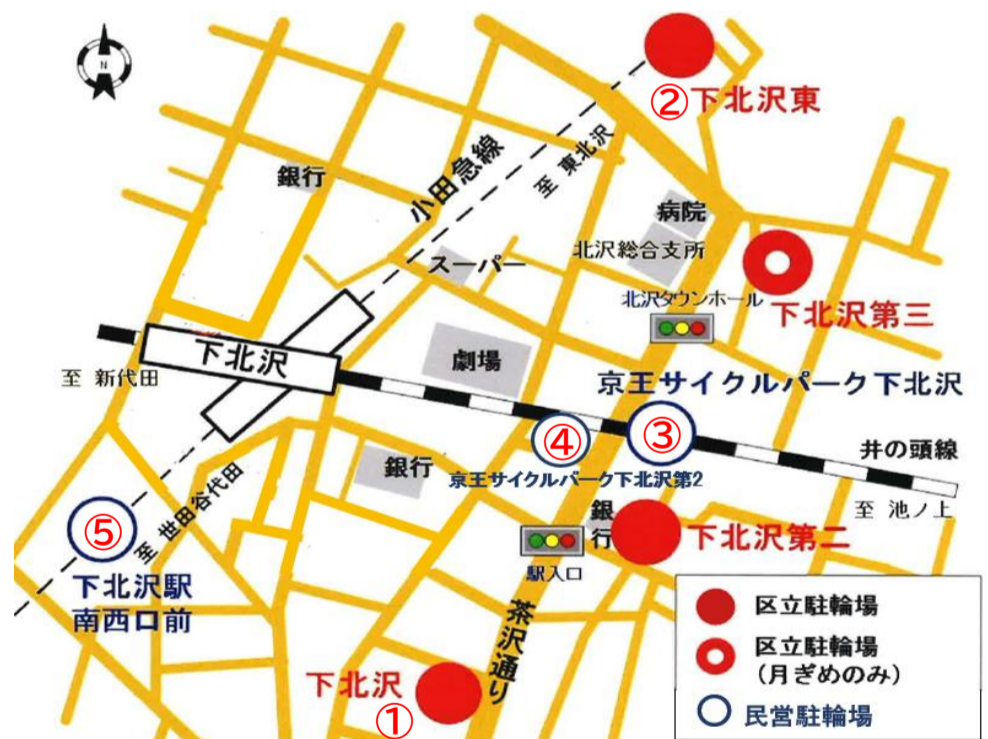 N
②下北沢東
小田急線
至 東北沢
銀行
病院
北沢総合支所
スーパー
北沢タウンホール
下北沢第三
下北沢
劇場
至 新代田
京王サイクルパーク下北沢
③
④
井の頭線
銀行
京王サイクルパーク下北沢第2
至 池ノ上
至 世田谷代田
⑤
銀行
下北沢第二
駅入口
下北沢駅
南西口前
茶沢通り
下北沢
①
区立駐輪場
区立駐輪場
(月ぎめのみ)
民営駐輪場